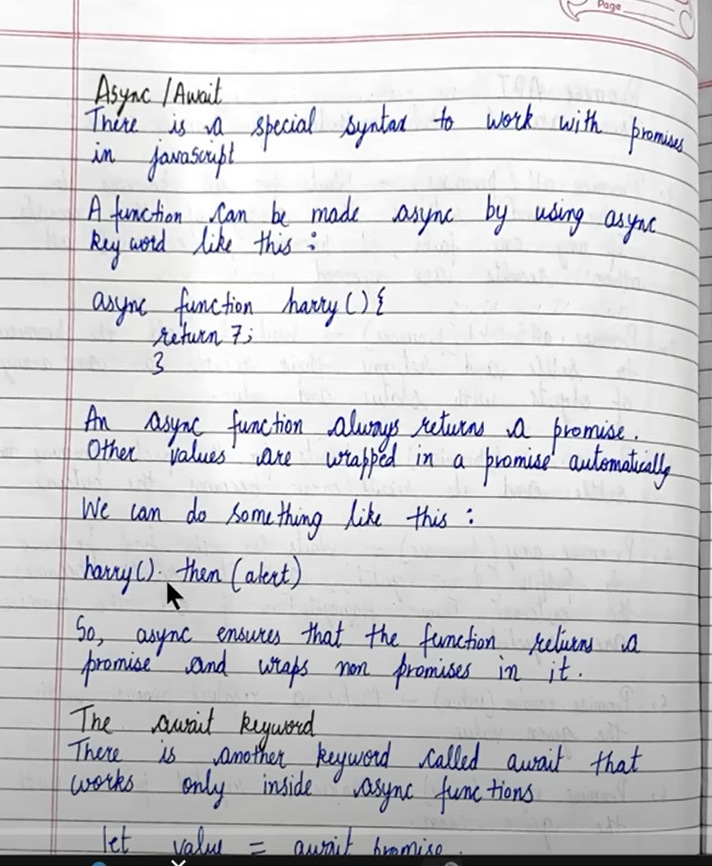 Page
Async / Await
There is a special syntax to work with promises
in javascript
A function can be made async by using async
key word like this :
async function harry () {
return 7;
}
An async function always returns a promise.
Other values are wrapped in a promise automatically
We can do something like this :
harry(). then (alert)
So, async ensures that the function returns a
promise and wraps non promises in it.
The await keyword
There is another keyword called await that
works only inside async functions
let value = await promise